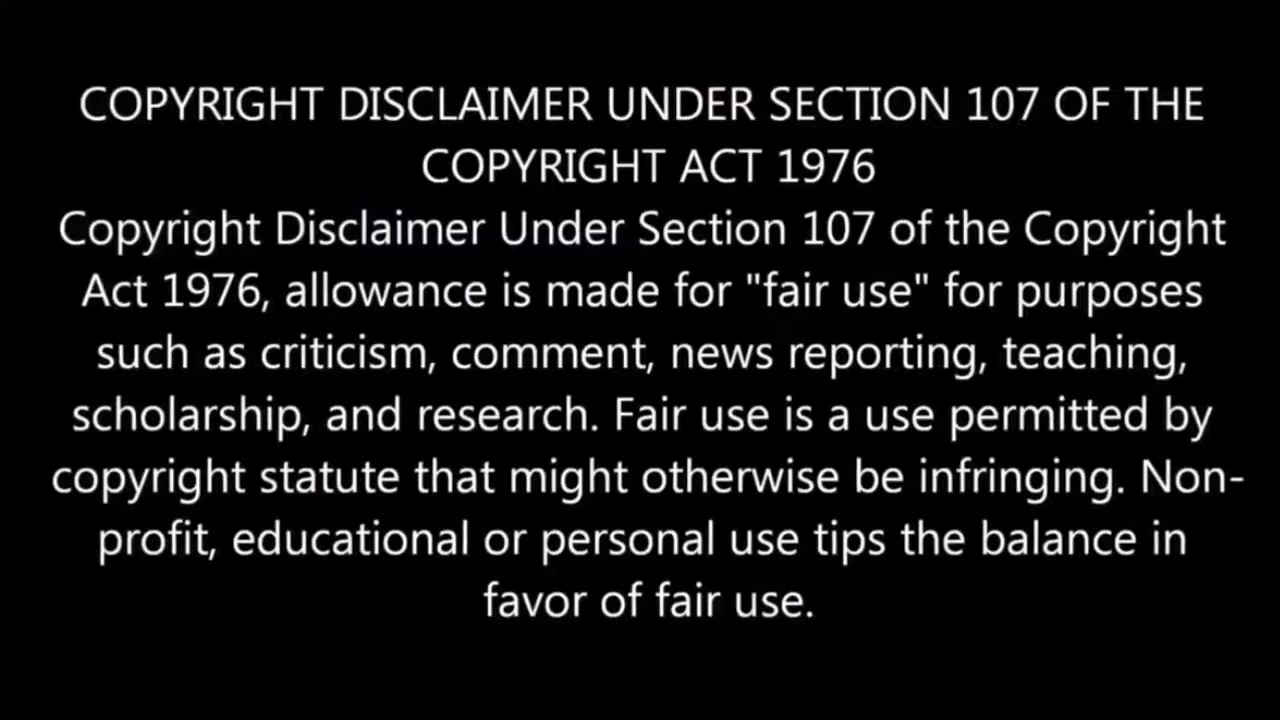 COPYRIGHT DISCLAIMER UNDER SECTION 107 OF THE
COPYRIGHT ACT 1976
Copyright Disclaimer Under Section 107 of the Copyright
Act 1976, allowance is made for "fair use" for purposes
such as criticism, comment, news reporting, teaching,
scholarship, and research. Fair use is a use permitted by
copyright statute that might otherwise be infringing. Non-
profit, educational or personal use tips the balance in
favor of fair use.